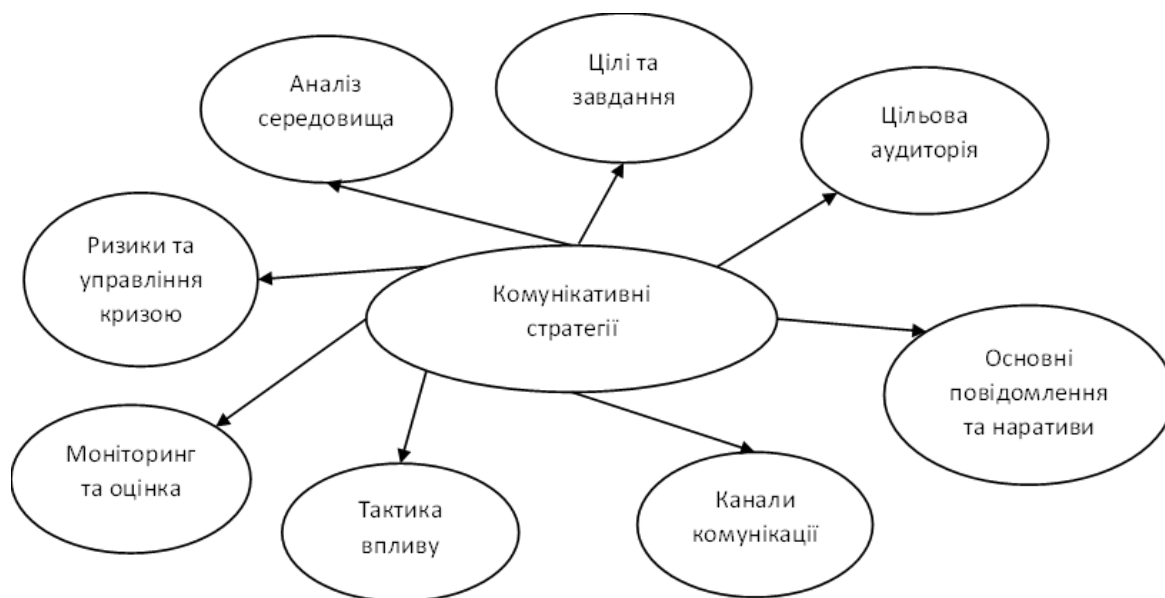 Аналіз
середовища
Цілі та
завдання
Цільова
аудиторія
Ризики та
управління
кризою
Комунікативні
стратегії
Основні
повідомлення
та наративи
Моніторинг
та оцінка
Тактика
впливу
Канали
комунікації